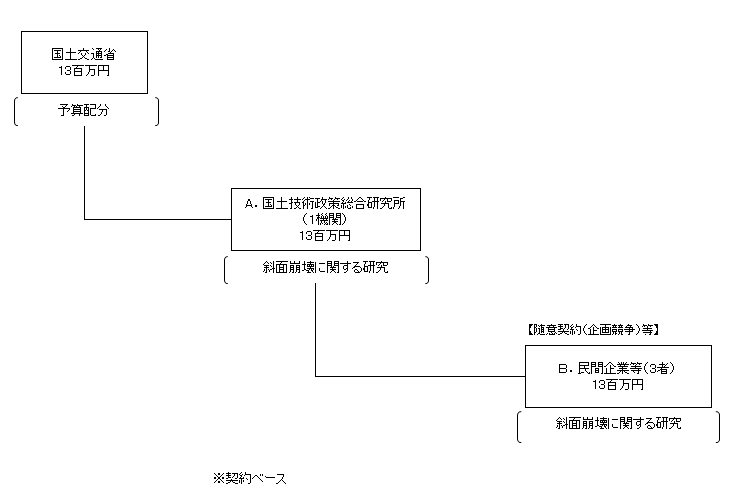 国土交通省
13百万円
予算配分
A．国土技術政策総合研究所
（1機関）
13百万円
斜面崩壊に関する研究
【随意契約（企画競争）等】
B．民間企業等（3者）
13百万円
斜面崩壊に関する研究
※契約ベース